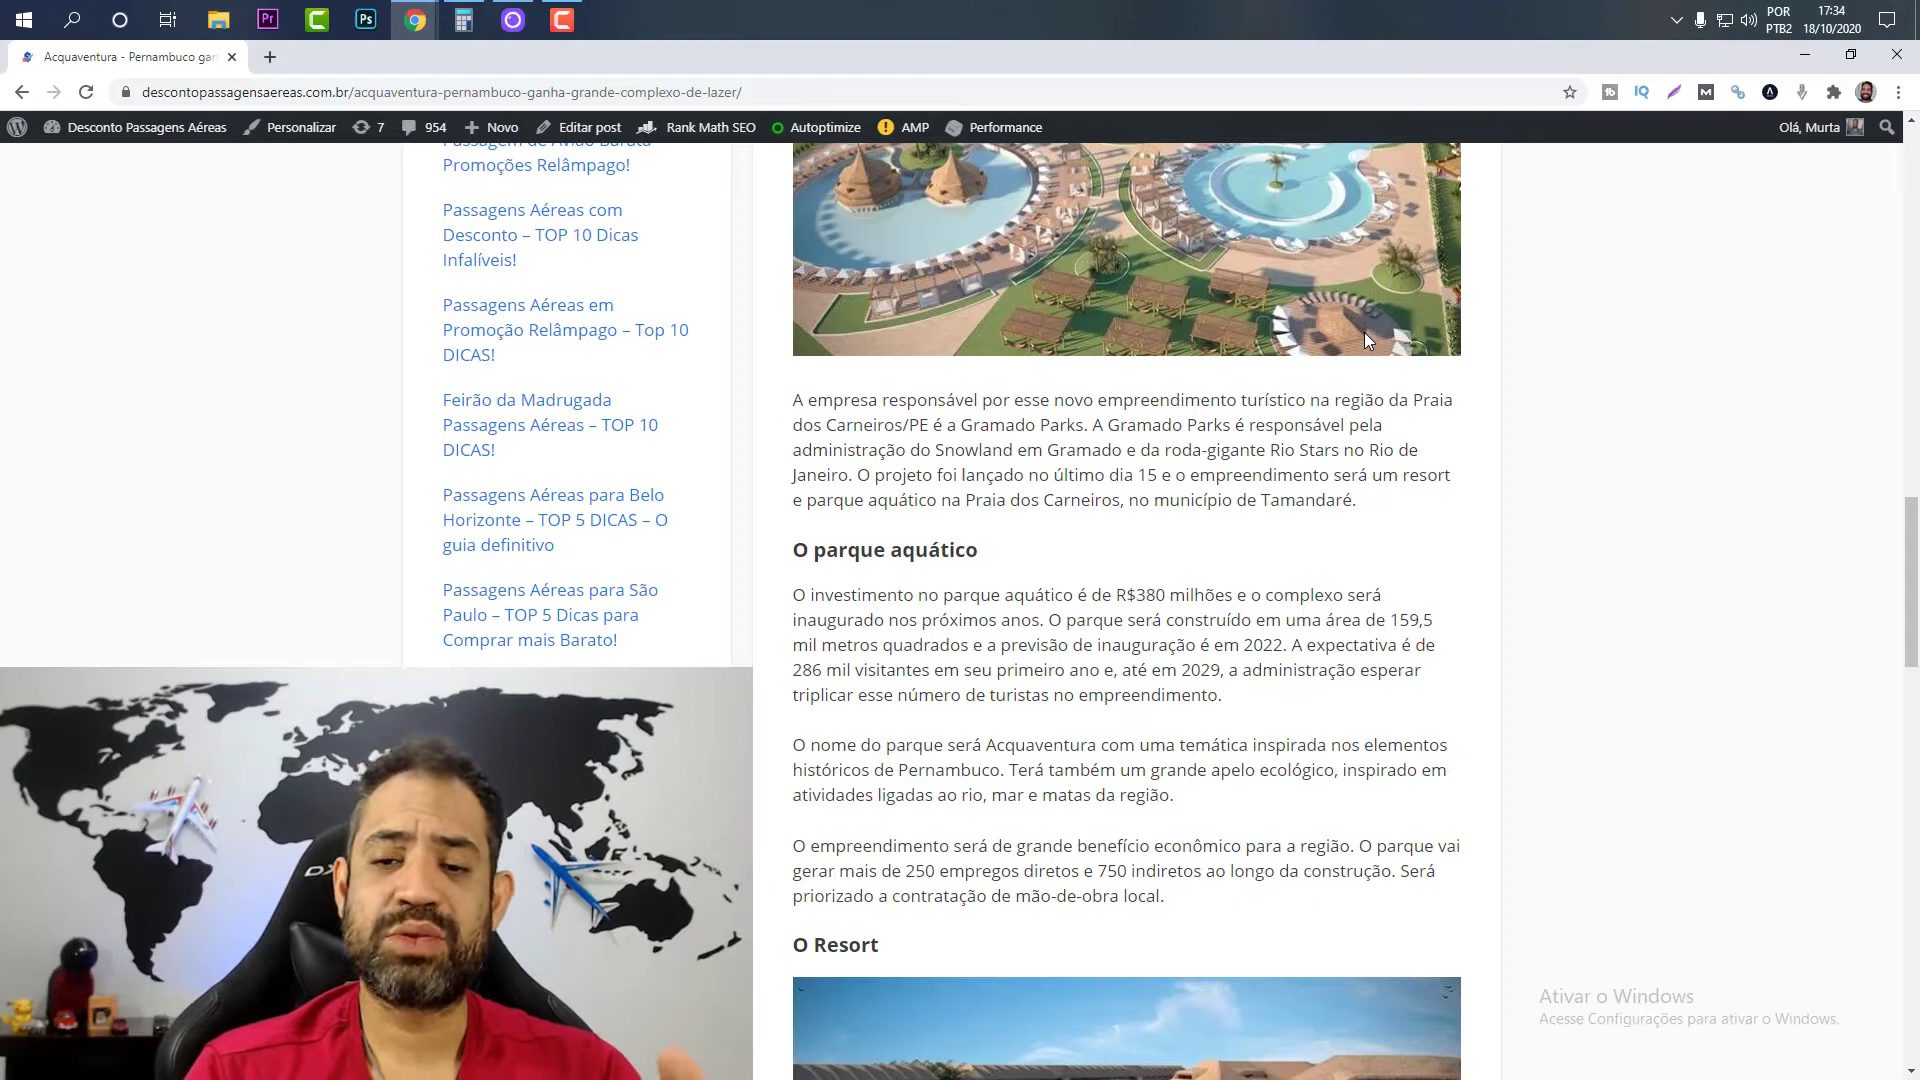 POR
PTB2
17:34
18/10/2020
Acquaventura - Pernambuco gan
descontopassagensaereas.com.br/acquaventura-pernambuco-ganha-grande-complexo-de-lazer/
Desconto Passagens Aéreas Personalizar 7 954 Novo Editar post Rank Math SEO Autoptimize AMP Performance Olá, Murta
Passagem de Avião Barata
Promoções Relâmpago!
Passagens Aéreas com
Desconto – TOP 10 Dicas
Infalíveis!
Passagens Aéreas em
Promoção Relâmpago – Top 10
DICAS!
Feirão da Madrugada
Passagens Aéreas – TOP 10
DICAS!
Passagens Aéreas para Belo
Horizonte – TOP 5 DICAS – O
guia definitivo
Passagens Aéreas para São
Paulo – TOP 5 Dicas para
Comprar mais Barato!
A empresa responsável por esse novo empreendimento turístico na região da Praia
dos Carneiros/PE é a Gramado Parks. A Gramado Parks é responsável pela
administração do Snowland em Gramado e da roda-gigante Rio Stars no Rio de
Janeiro. O projeto foi lançado no último dia 15 e o empreendimento será um resort
e parque aquático na Praia dos Carneiros, no município de Tamandaré.
O parque aquático
O investimento no parque aquático é de R$380 milhões e o complexo será
inaugurado nos próximos anos. O parque será construído em uma área de 159,5
mil metros quadrados e a previsão de inauguração é em 2022. A expectativa é de
286 mil visitantes em seu primeiro ano e, até em 2029, a administração esperar
triplicar esse número de turistas no empreendimento.
O nome do parque será Acquaventura com uma temática inspirada nos elementos
históricos de Pernambuco. Terá também um grande apelo ecológico, inspirado em
atividades ligadas ao rio, mar e matas da região.
O empreendimento será de grande benefício econômico para a região. O parque vai
gerar mais de 250 empregos diretos e 750 indiretos ao longo da construção. Será
priorizado a contratação de mão-de-obra local.
O Resort
Ativar o Windows
Acesse Configurações para ativar o Windows.